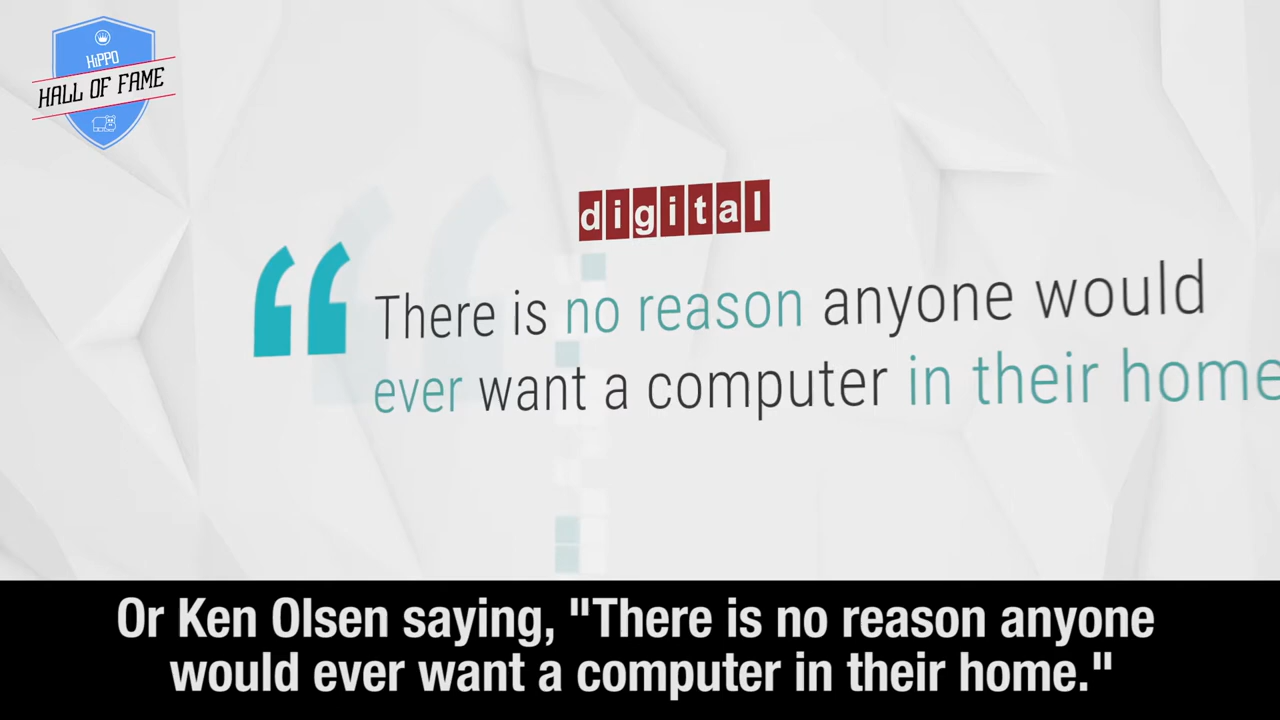 HiPPO
HALL OF FAME
digital
“There is no reason anyone would
ever want a computer in their home
Or Ken Olsen saying, "There is no reason anyone
would ever want a computer in their home."